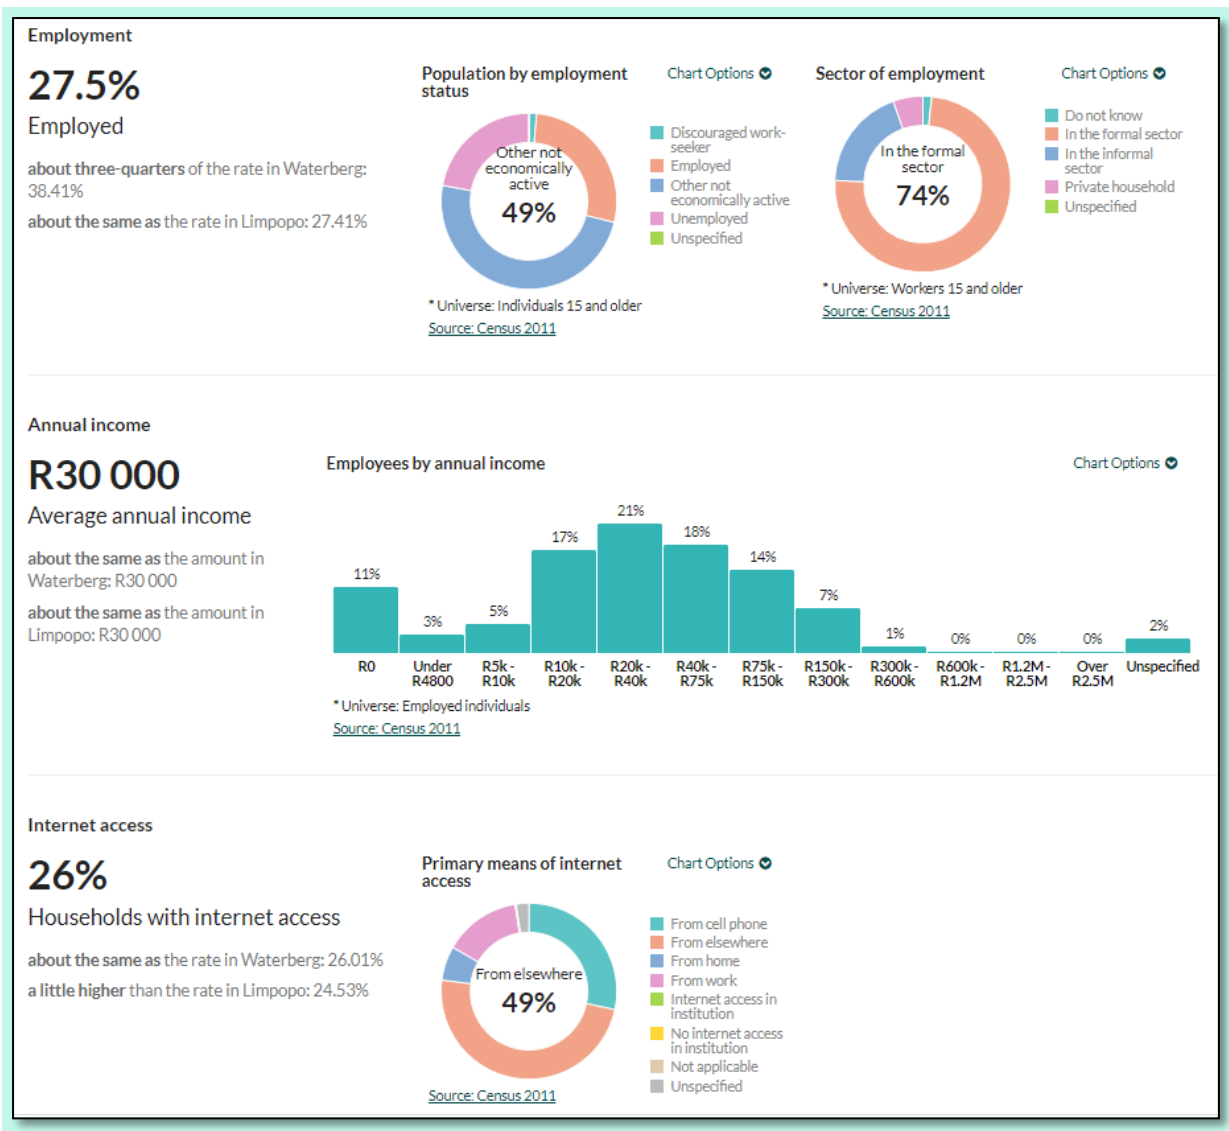 Employment
27.5%
Employed
about three-quarters of the rate in Waterberg:
38.41%
about the same as the rate in Limpopo: 27.41%
Population by employment
status
Chart Options
Other not
economically
active
49%
Discouraged work-
seeker
Employed
Other not
economically active
Unemployed
Unspecified
* Universe: Individuals 15 and older
Source: Census 2011
Sector of employment
Chart Options
In the formal
sector
74%
Do not know
In the formal sector
In the informal
sector
Private household
Unspecified
* Universe: Workers 15 and older
Source: Census 2011
Annual income
R30 000
Average annual income
about the same as the amount in
Waterberg: R30 000
about the same as the amount in
Limpopo: R30 000
Employees by annual income
Chart Options
11%
3%
5%
17%
21%
18%
14%
7%
1%
0%
0%
0%
2%
R0
Under
R4800
R5k -
R10k
R10k -
R20k
R20k -
R40k
R40k -
R75k
R75k -
R150k
R150k -
R300k
R300k -
R600k
R600k -
R1.2M
R1.2M -
R2.5M
Over
R2.5M
Unspecified
* Universe: Employed individuals
Source: Census 2011
Internet access
26%
Households with internet access
about the same as the rate in Waterberg: 26.01%
a little higher than the rate in Limpopo: 24.53%
Primary means of internet
access
Chart Options
From elsewhere
49%
From cell phone
From elsewhere
From home
From work
Internet access in
institution
No internet access
in institution
Not applicable
Unspecified
Source: Census 2011